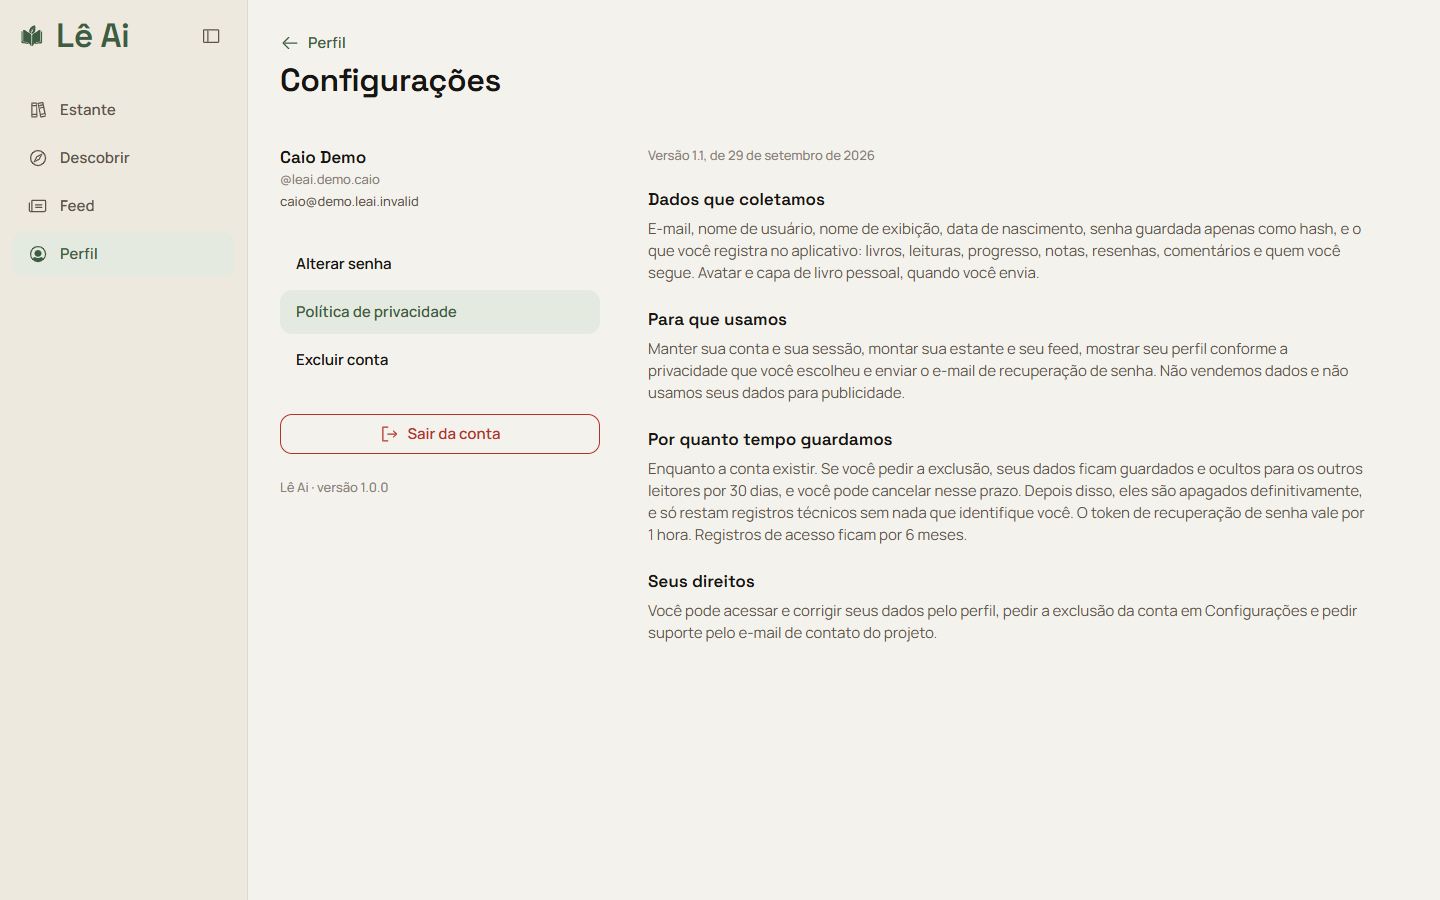 Lê Ai
Estante
Descobrir
Feed
Perfil
Perfil
Configurações
Caio Demo
@leai.demo.caio
caio@demo.leai.invalid
Alterar senha
Política de privacidade
Excluir conta
Sair da conta
Lê Ai · versão 1.0.0
Versão 1.1, de 29 de setembro de 2026
Dados que coletamos
E-mail, nome de usuário, nome de exibição, data de nascimento, senha guardada apenas como hash, e o
que você registra no aplicativo: livros, leituras, progresso, notas, resenhas, comentários e quem você
segue. Avatar e capa de livro pessoal, quando você envia.
Para que usamos
Manter sua conta e sua sessão, montar sua estante e seu feed, mostrar seu perfil conforme a
privacidade que você escolheu e enviar o e-mail de recuperação de senha. Não vendemos dados e não
usamos seus dados para publicidade.
Por quanto tempo guardamos
Enquanto a conta existir. Se você pedir a exclusão, seus dados ficam guardados e ocultos para os outros
leitores por 30 dias, e você pode cancelar nesse prazo. Depois disso, eles são apagados definitivamente,
e só restam registros técnicos sem nada que identifique você. O token de recuperação de senha vale por
1 hora. Registros de acesso ficam por 6 meses.
Seus direitos
Você pode acessar e corrigir seus dados pelo perfil, pedir a exclusão da conta em Configurações e pedir
suporte pelo e-mail de contato do projeto.